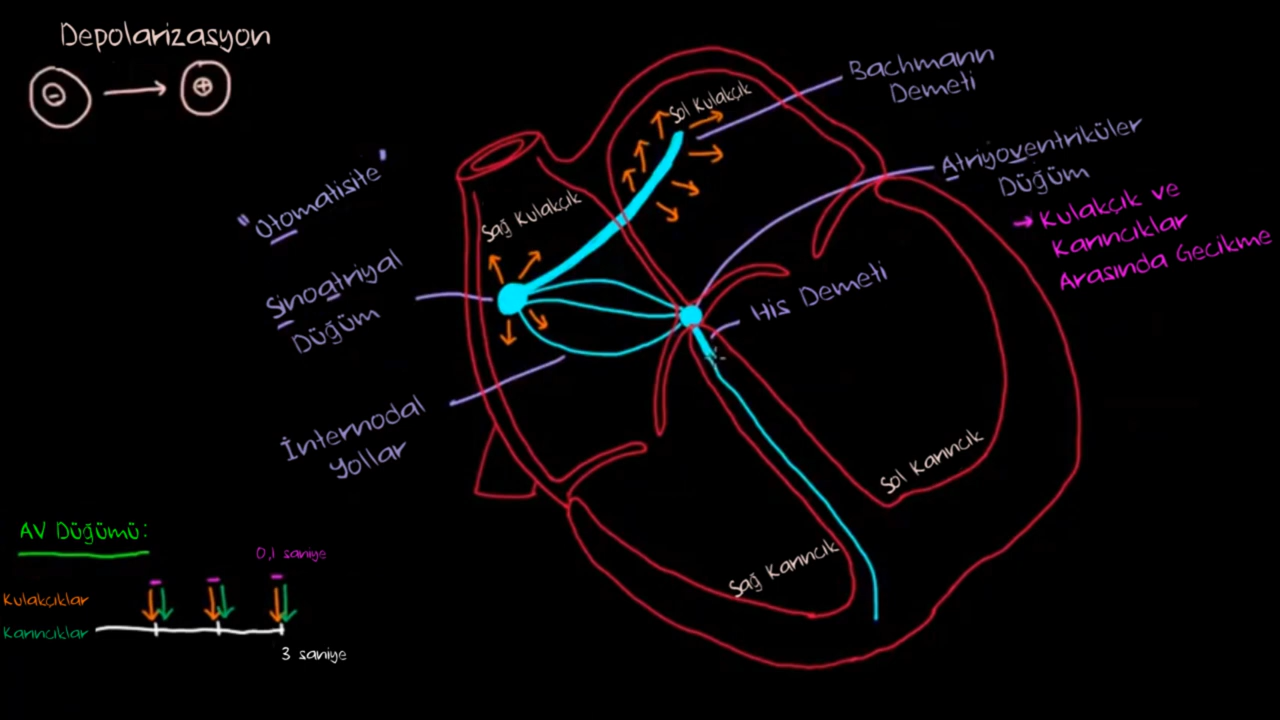 Depolarizasyon
"Otomatisite"
Sinoatriyal
Düğüm
İnternodal
Yollar
Sağ Kulakçık
Sol Kulakçık
Bachmann
Demeti
Atriyoventriküler
Düğüm
→ Kulakçık ve
Karıncıklar
Arasında Gecikme
His Demeti
Sol Karıncık
Sağ Karıncık
AV Düğümü:
0,1 saniye
Kulakçıklar
Karıncıklar
3 saniye